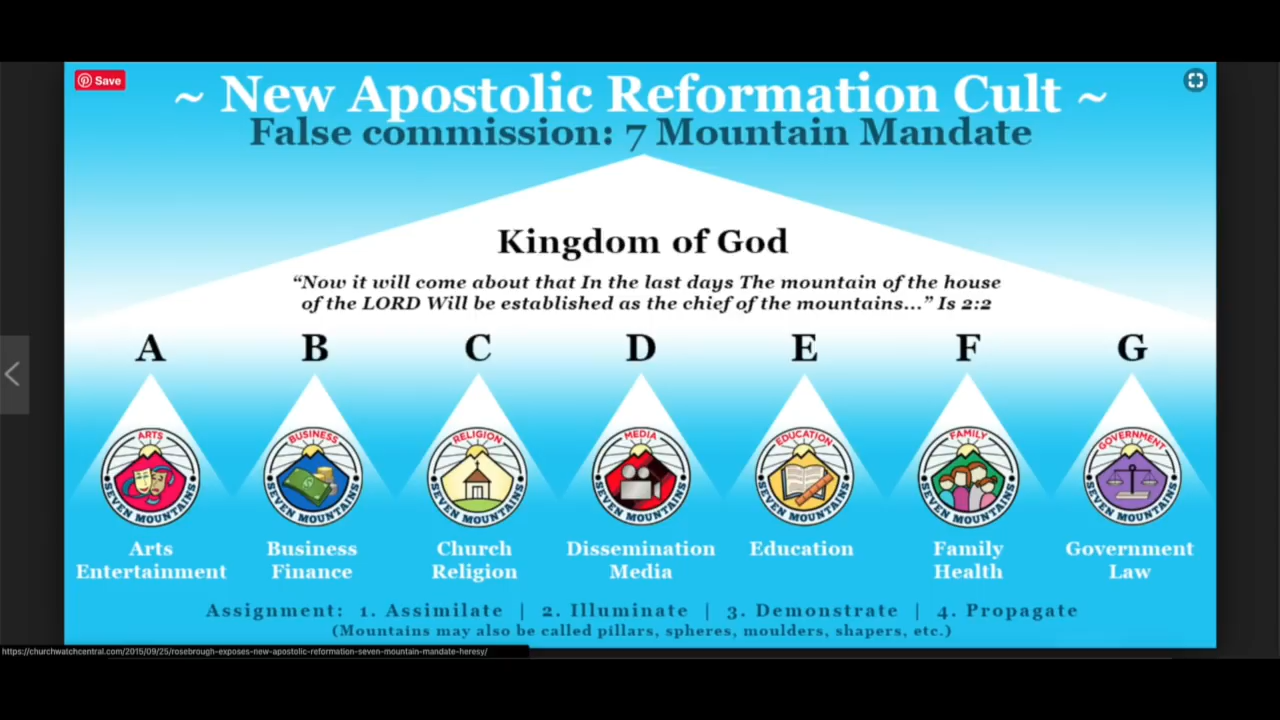 Save
~ New Apostolic Reformation Cult ~
False commission: 7 Mountain Mandate
Kingdom of God
“Now it will come about that In the last days The mountain of the house
of the LORD Will be established as the chief of the mountains...” Is 2:2
A B C D E F G
ARTS BUSINESS RELIGION MEDIA EDUCATION FAMILY GOVERNMENT
SEVEN MOUNTAINS SEVEN MOUNTAINS SEVEN MOUNTAINS SEVEN MOUNTAINS SEVEN MOUNTAINS SEVEN MOUNTAINS SEVEN MOUNTAINS
Arts Business Church Dissemination Education Family Government
Entertainment Finance Religion Media Health Law
Assignment: 1. Assimilate | 2. Illuminate | 3. Demonstrate | 4. Propagate
(Mountains may also be called pillars, spheres, moulders, shapers, etc.)
https://churchwatchcentral.com/2015/09/25/rosebrough-exposes-new-apostolic-reformation-seven-mountain-mandate-heresy/